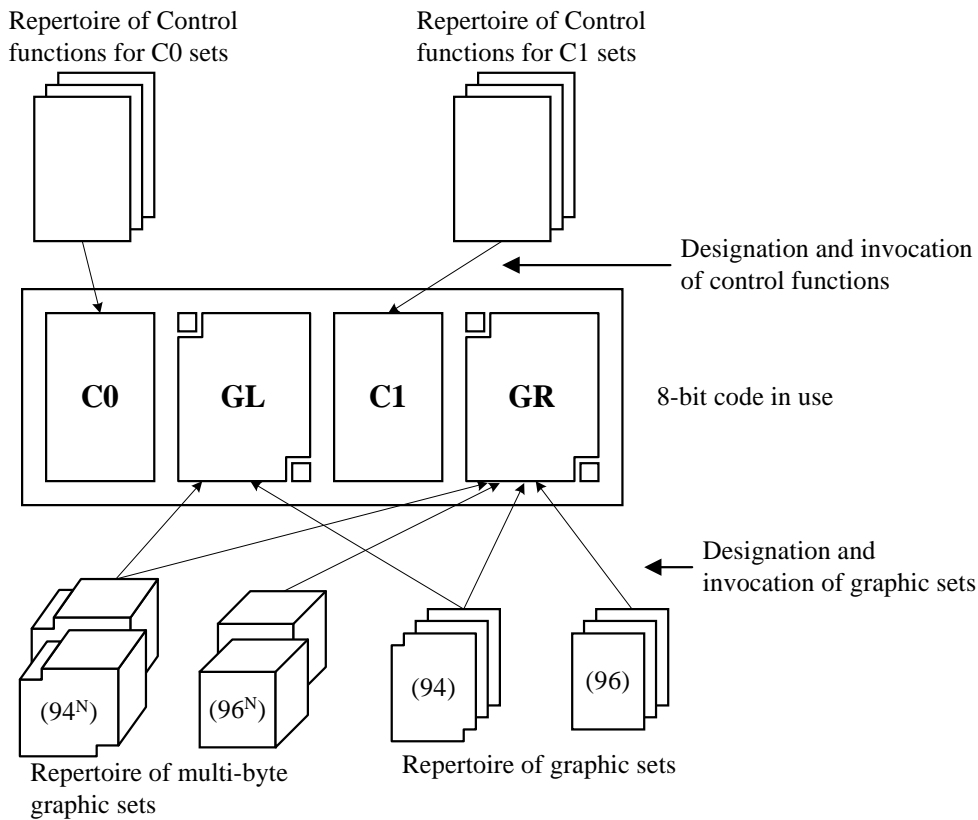 Repertoire of Control
functions for C0 sets
Repertoire of Control
functions for C1 sets
Designation and invocation
of control functions
C0
GL
C1
GR
8-bit code in use
Designation and
invocation of graphic sets
(94ᴺ)
(96ᴺ)
(94)
(96)
Repertoire of multi-byte
graphic sets
Repertoire of graphic sets